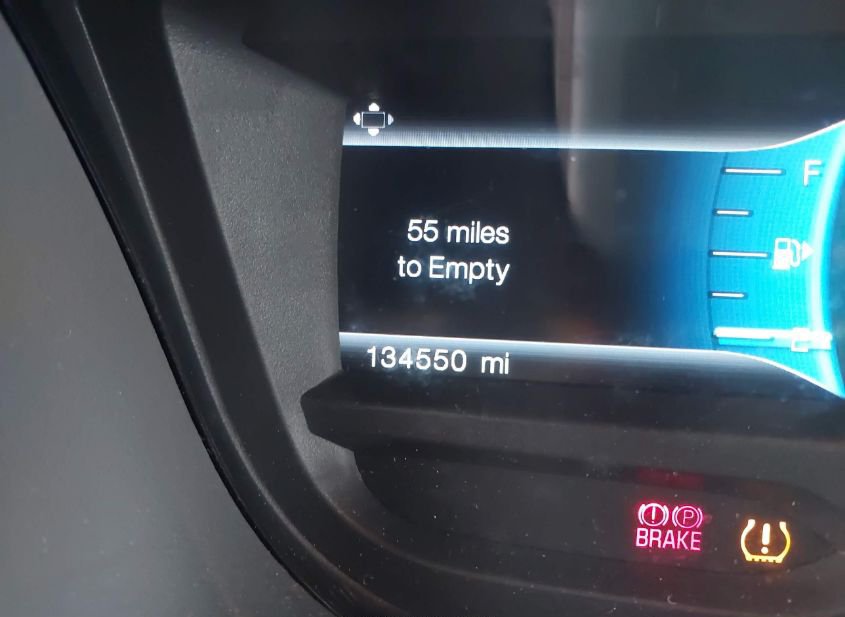 F
55 miles
to Empty
E
134550 mi
(!) (P)
BRAKE
(!)